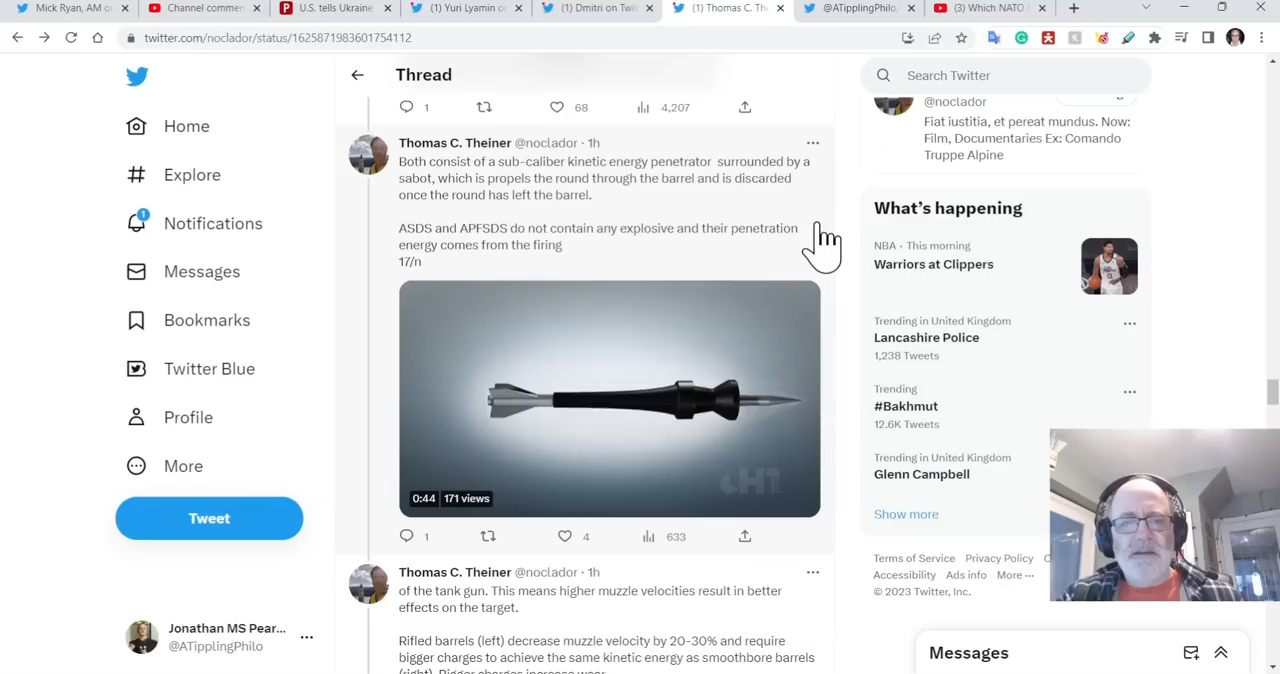 Mick Ryan, AM o
Channel commen
U.S. tells Ukraine
(1) Yuri Lyamin o
(1) Dmitri on Twit
(1) Thomas C. The
@ATipplingPhilo,
(3) Which NATO
twitter.com/noclador/status/1625871983601754112
Thread
Search Twitter
1
68
4,207
@noclador
Fiat iustitia, et pereat mundus. Now:
Film, Documentaries Ex: Comando
Truppe Alpine
Home
Explore
1
Notifications
Messages
Bookmarks
Twitter Blue
Profile
More
Tweet
Thomas C. Theiner @noclador · 1h
Both consist of a sub-caliber kinetic energy penetrator surrounded by a
sabot, which is propels the round through the barrel and is discarded
once the round has left the barrel.
ASDS and APFSDS do not contain any explosive and their penetration
energy comes from the firing
17/n
0:44 171 views
1
4
633
Thomas C. Theiner @noclador · 1h
of the tank gun. This means higher muzzle velocities result in better
effects on the target.
Rifled barrels (left) decrease muzzle velocity by 20-30% and require
bigger charges to achieve the same kinetic energy as smoothbore barrels
(right). Bigger charges increase wear
What's happening
NBA · This morning
Warriors at Clippers
Trending in United Kingdom
Lancashire Police
1,238 Tweets
Trending
#Bakhmut
12.6K Tweets
Trending in United Kingdom
Glenn Campbell
Show more
Terms of Service Privacy Policy C
Accessibility Ads info More ···
© 2023 Twitter, Inc.
Jonathan MS Pear...
@ATipplingPhilo
Messages